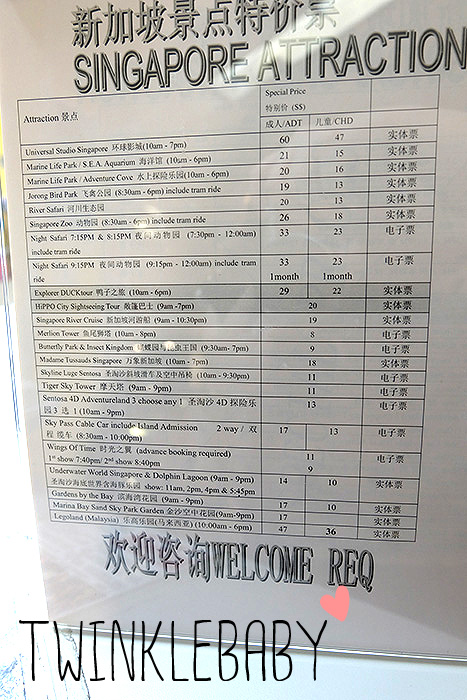 新加坡景点特价票
SINGAPORE ATTRACTION
Attraction 景点
Special Price
特别价 (S$)
成人/ADT 儿童/CHD
Universal Studio Singapore 环球影城(10am - 7pm) 60 47 实体票
Marine Life Park / S.E.A. Aquarium 海洋馆 (10am - 6pm) 21 15 实体票
Marine Life Park / Adventure Cove 水上探险乐园(10am - 6pm) 20 16 实体票
Jorong Bird Park 飞禽公园 (8:30am - 6pm) include tram ride 19 13 实体票
River Safari 河川生态园 20 13 实体票
Singapore Zoo 动物园 (8:30am - 6pm) include tram ride 26 18 实体票
Night Safari 7:15PM & 8:15PM 夜间动物园 (7:30pm - 12:00am) 33 23 电子票
include tram ride
Night Safari 9:15PM 夜间动物园 (9:15pm - 12:00am) include tram 33 23 电子票
ride 1month 1month
Explorer DUCKtour 鸭子之旅 (10am - 6pm) 29 22 实体票
HiPPO City Sightseeing Tour 敞篷巴士 (9am -7pm) 20 实体票
Singapore River Cruise 新加坡河游船 (9am - 10:30pm) 19 实体票
Merlion Tower 鱼尾狮塔 (10am - 8pm) 8 电子票
Butterfly Park & Insect Kingdom 蝴蝶园与昆虫王国 (9:30am - 7pm) 9 电子票
Madame Tussauds Singapore 万象新加坡 (10am - 7pm) 18 实体票
Skyline Luge Sentosa 圣淘沙斜坡滑车及空中吊椅 (10am - 9:30pm) 11 电子票
Tiger Sky Tower 摩天塔 (9am - 9pm) 11 电子票
Sentosa 4D Adventureland 3 choose any 1 圣淘沙 4D 探险乐 13 电子票
园 3 选 1 (10am - 9pm)
Sky Pass Cable Car include Island Admission 2 way / 双 17 13 电子票
程 缆车 (8:30am - 10:00pm)
Wings Of Time 时光之翼 (advance booking required) 11 电子票
1st show 7:40pm/ 2nd show 8:40pm 9
Underwater World Singapore & Dolphin Lagoon (9am - 9pm) 14 10 实体票
圣淘沙海底世界含海豚乐园 show: 11am, 2pm, 4pm & 5:45pm
Gardens by the Bay 滨海湾花园 (9am - 9pm) 17 10 实体票
Marina Bay Sand Sky Park Garden 金沙空中花园(9am-9pm) 17 实体票
Legoland (Malaysia) 乐高乐园(马来西亚)(10:00am - 6pm) 47 36 实体票
欢迎咨询WELCOME REQ
TWINKLEBABY